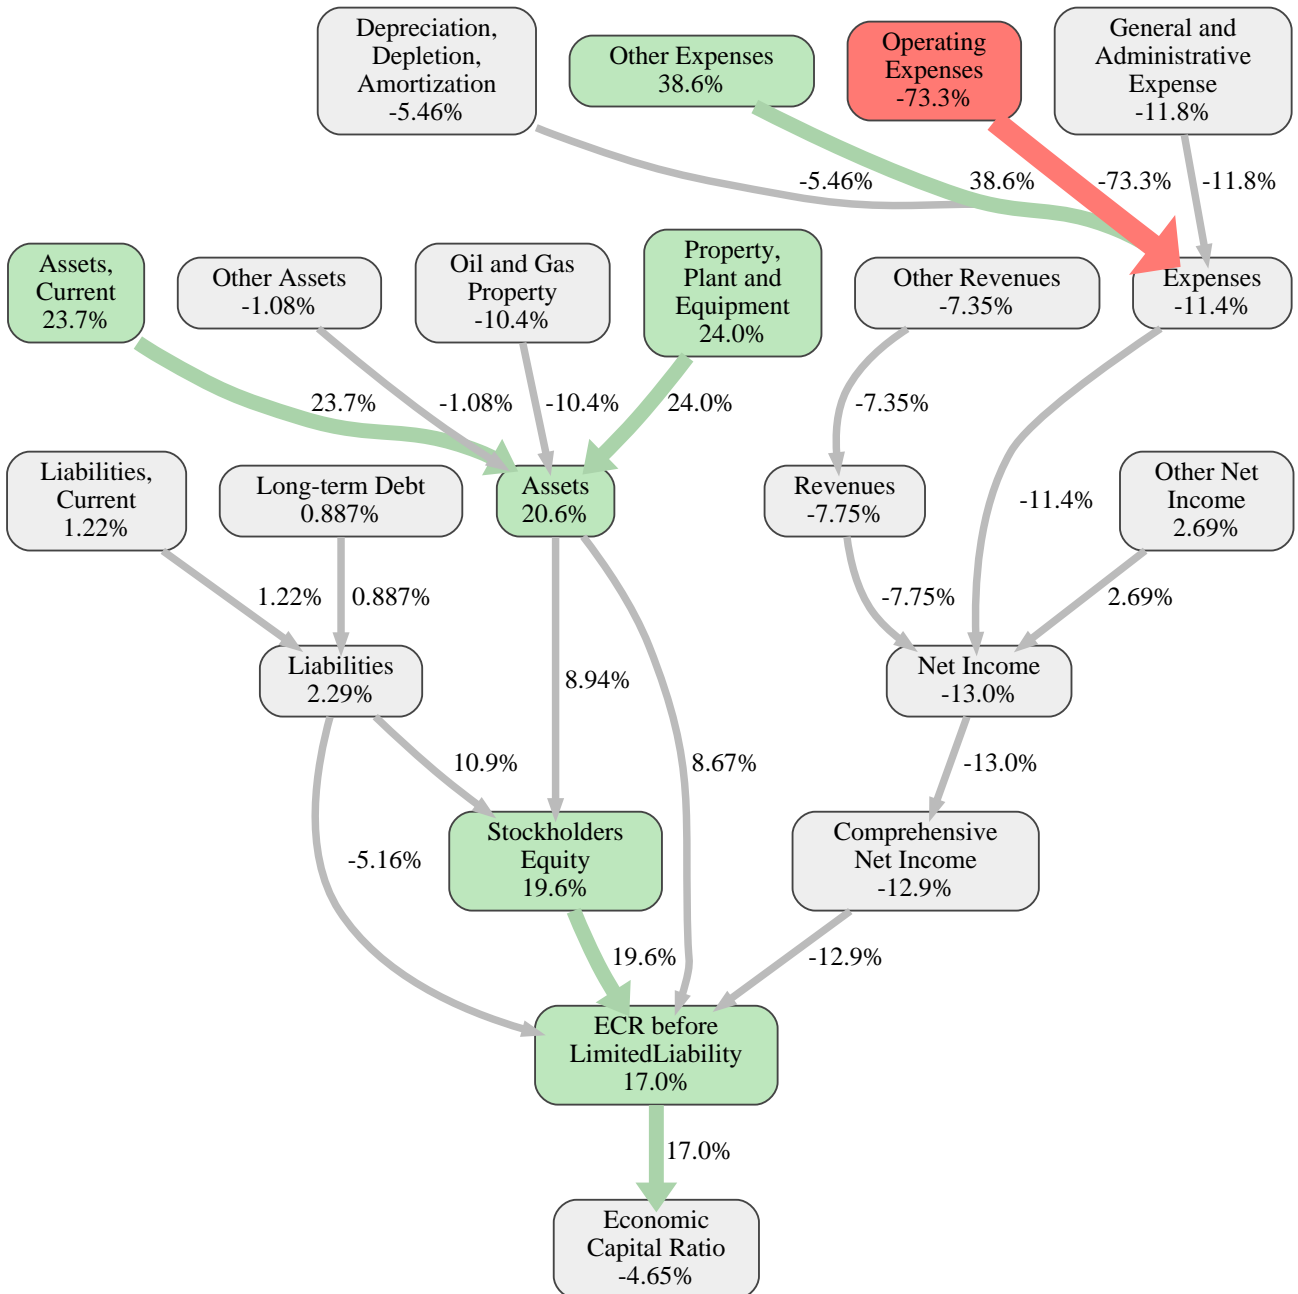 Depreciation,
Depletion,
Amortization
-5.46%
Other Expenses
38.6%
Operating
Expenses
-73.3%
General and
Administrative
Expense
-11.8%
-5.46%
38.6%
-73.3%
-11.8%
Assets,
Current
23.7%
Other Assets
-1.08%
Oil and Gas
Property
-10.4%
Property,
Plant and
Equipment
24.0%
Other Revenues
-7.35%
Expenses
-11.4%
23.7%
-1.08%
-10.4%
24.0%
-7.35%
-11.4%
Liabilities,
Current
1.22%
Long-term Debt
0.887%
Assets
20.6%
Revenues
-7.75%
Other Net
Income
2.69%
1.22%
0.887%
8.94%
8.67%
-7.75%
2.69%
Liabilities
2.29%
Net Income
-13.0%
10.9%
-5.16%
-13.0%
Stockholders
Equity
19.6%
Comprehensive
Net Income
-12.9%
19.6%
-12.9%
ECR before
LimitedLiability
17.0%
17.0%
Economic
Capital Ratio
-4.65%